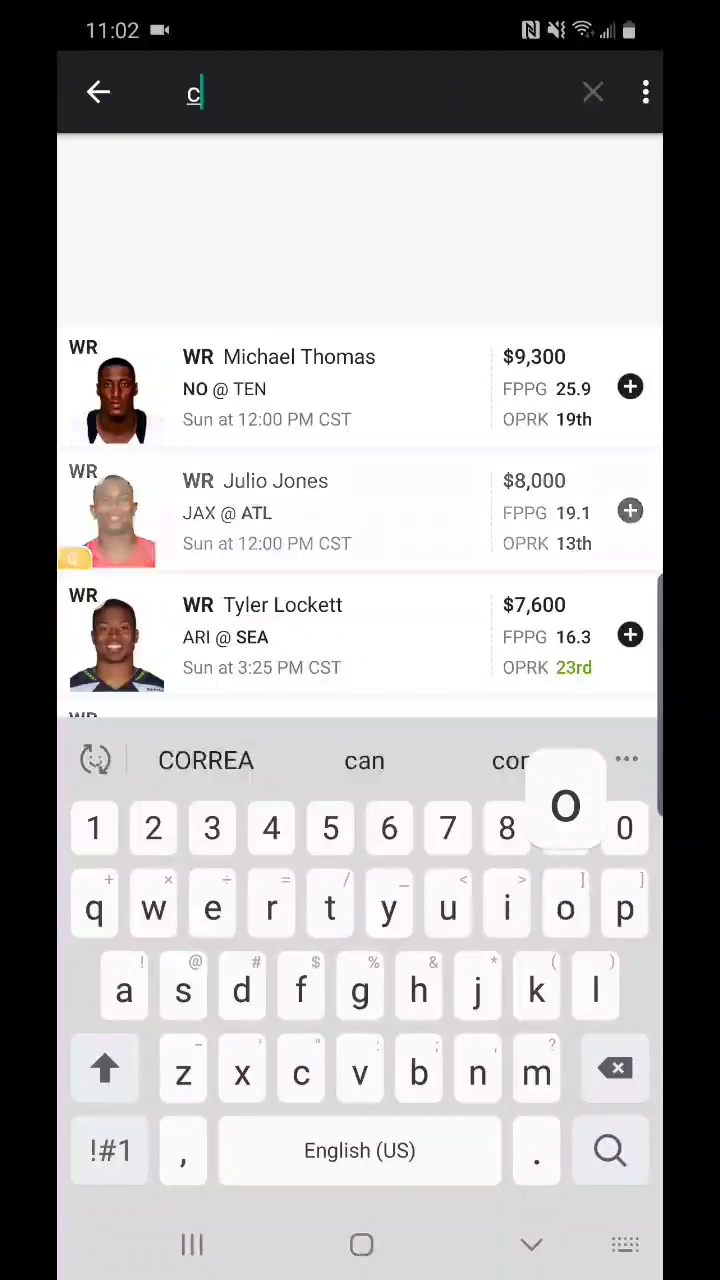 11:02
c
WR
WR Michael Thomas
$9,300
NO @ TEN
FPPG 25.9
Sun at 12:00 PM CST
OPRK 19th
WR
WR Julio Jones
$8,000
JAX @ ATL
FPPG 19.1
Sun at 12:00 PM CST
OPRK 13th
Q
WR
WR Tyler Lockett
$7,600
ARI @ SEA
FPPG 16.3
Sun at 3:25 PM CST
OPRK 23rd
WR
CORREA can
o
1 2 3 4 5 6 7 8 0
+ × ÷ = / _ < > [ ]
q w e r t y u i o p
! @ # $ % & * ( )
a s d f g h j k l
- ' " : ; , ?
z x c v b n m
!#1 , English (US) .